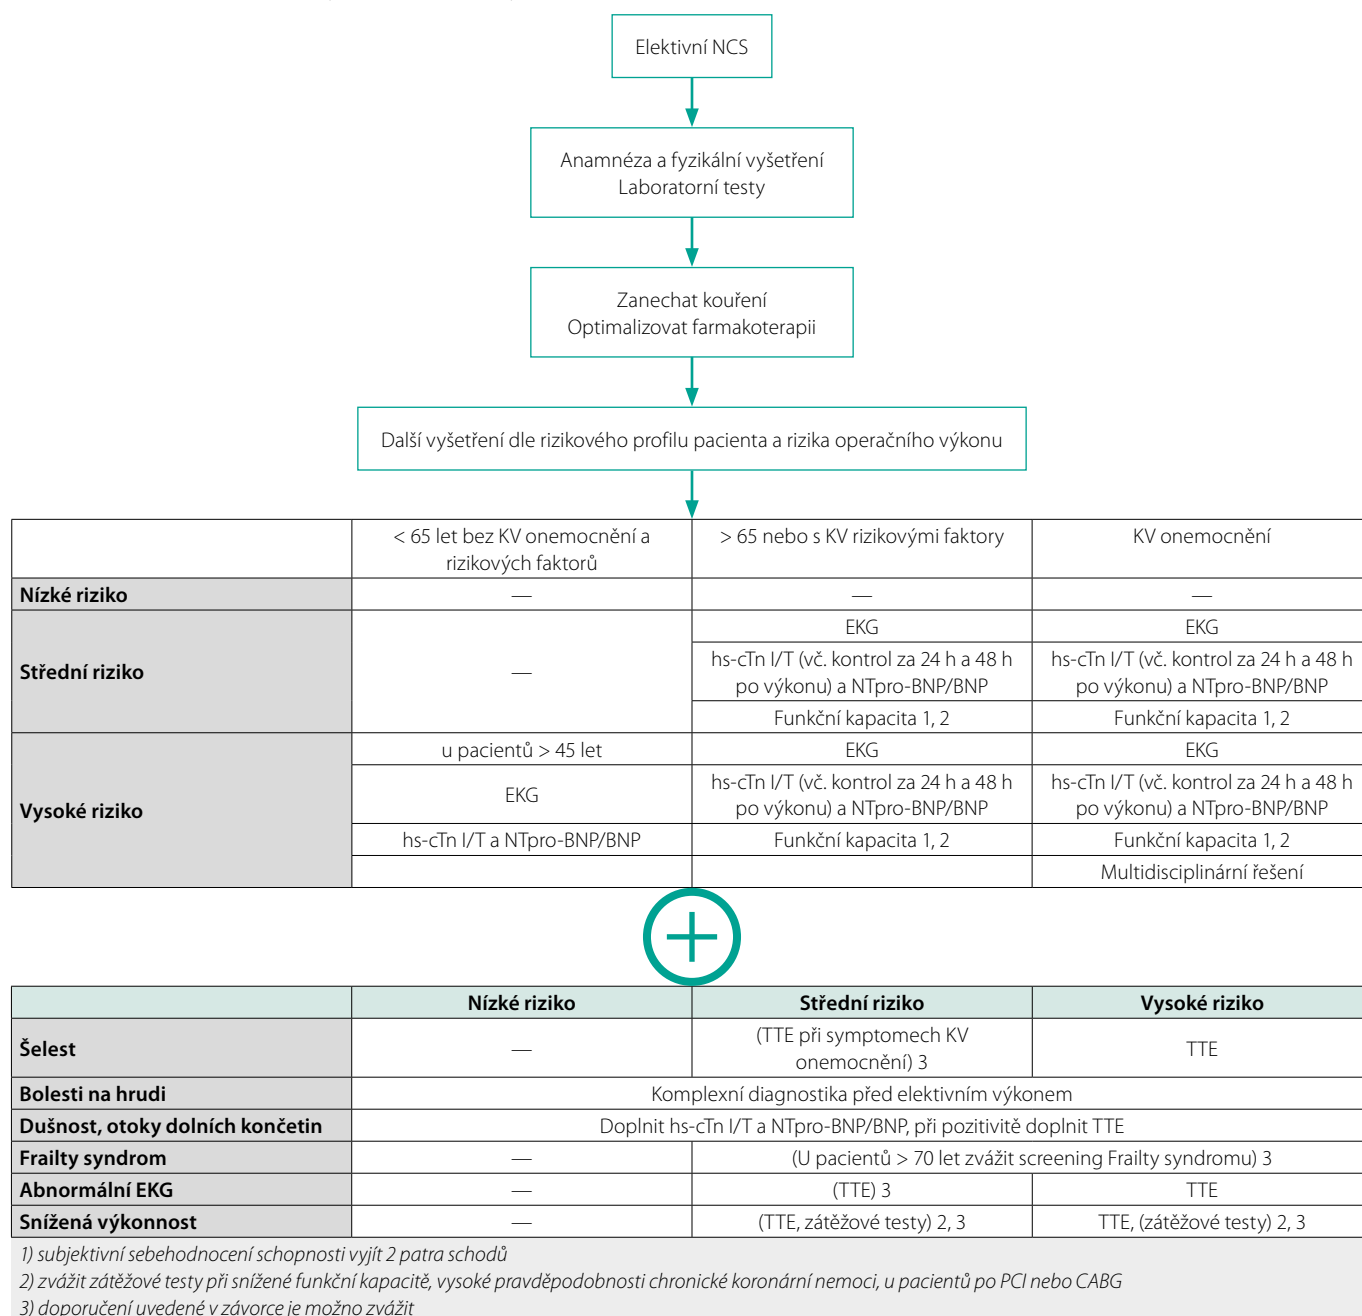 Elektivní NCS
Anamnéza a fyzikální vyšetření
Laboratorní testy
Zanechat kouření
Optimalizovat farmakoterapii
Další vyšetření dle rizikového profilu pacienta a rizika operačního výkonu
< 65 let bez KV onemocnění a
rizikových faktorů
> 65 nebo s KV rizikovými faktory
KV onemocnění
Nízké riziko
—
—
—
Střední riziko
—
EKG
EKG
hs-cTn I/T (vč. kontrol za 24 h a 48 h
po výkonu) a NTpro-BNP/BNP
hs-cTn I/T (vč. kontrol za 24 h a 48 h
po výkonu) a NTpro-BNP/BNP
Funkční kapacita 1, 2
Funkční kapacita 1, 2
Vysoké riziko
u pacientů > 45 let
EKG
EKG
EKG
hs-cTn I/T (vč. kontrol za 24 h a 48 h
po výkonu) a NTpro-BNP/BNP
hs-cTn I/T (vč. kontrol za 24 h a 48 h
po výkonu) a NTpro-BNP/BNP
hs-cTn I/T a NTpro-BNP/BNP
Funkční kapacita 1, 2
Funkční kapacita 1, 2
Multidisciplinární řešení
Nízké riziko
Střední riziko
Vysoké riziko
Šelest
—
(TTE při symptomech KV
onemocnění) 3
TTE
Bolesti na hrudi
Komplexní diagnostika před elektivním výkonem
Dušnost, otoky dolních končetin
Doplnit hs-cTn I/T a NTpro-BNP/BNP, při pozitivitě doplnit TTE
Frailty syndrom
—
(U pacientů > 70 let zvážit screening Frailty syndromu) 3
Abnormální EKG
—
(TTE) 3
TTE
Snížená výkonnost
—
(TTE, zátěžové testy) 2, 3
TTE, (zátěžové testy) 2, 3
1) subjektivní sebehodnocení schopnosti vyjít 2 patra schodů
2) zvážit zátěžové testy při snížené funkční kapacitě, vysoké pravděpodobnosti chronické koronární nemoci, u pacientů po PCI nebo CABG
3) doporučení uvedené v závorce je možno zvážit